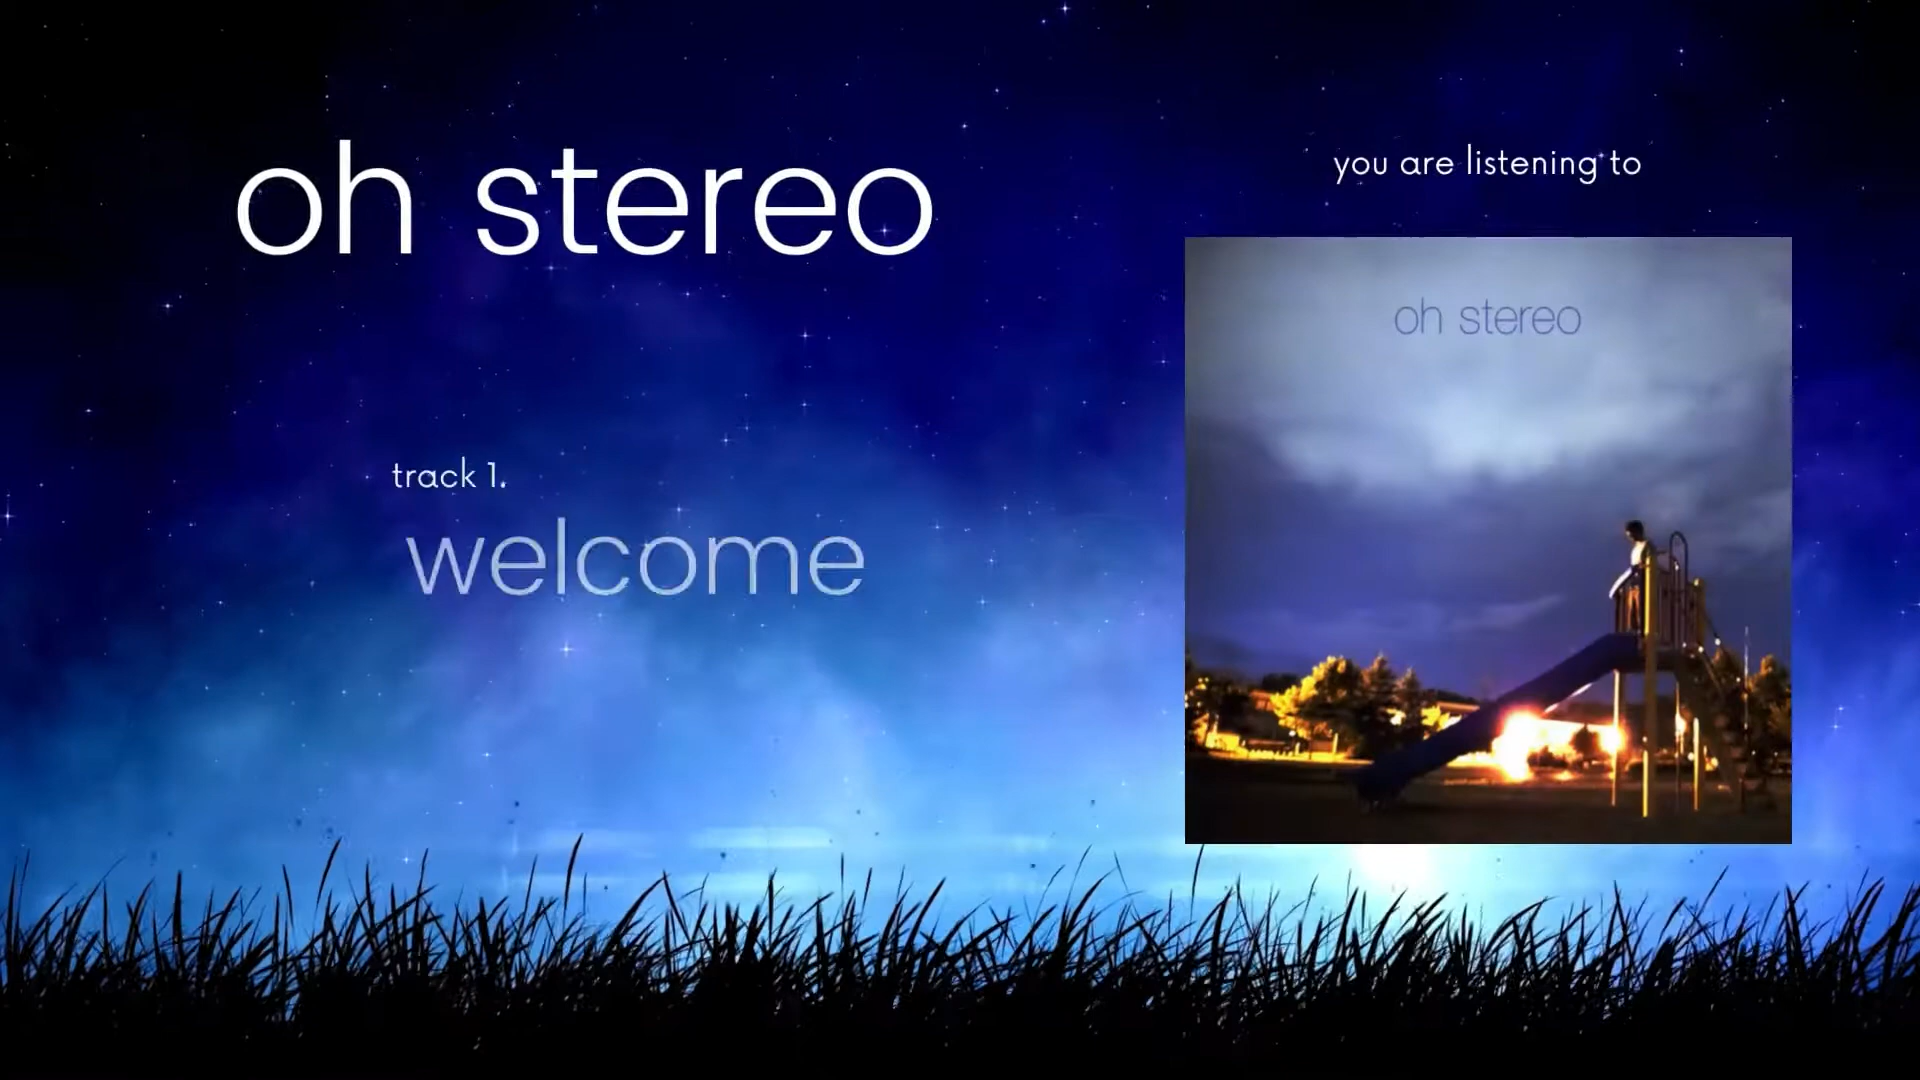 oh stereo
track 1.
welcome
you are listening to
oh stereo